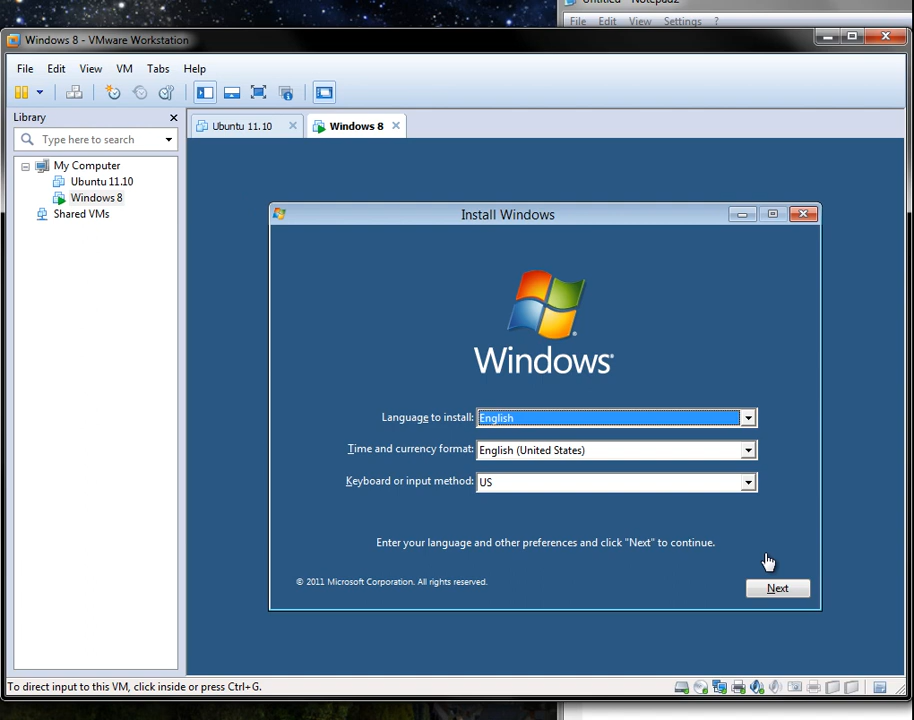 Untitled - Notepad2
File Edit View Settings ?
Windows 8 - VMware Workstation
File Edit View VM Tabs Help
Library
Type here to search
My Computer
Ubuntu 11.10
Windows 8
Shared VMs
Ubuntu 11.10 Windows 8
Install Windows
Windows®
Language to install: English
Time and currency format: English (United States)
Keyboard or input method: US
Enter your language and other preferences and click "Next" to continue.
© 2011 Microsoft Corporation. All rights reserved.
Next
To direct input to this VM, click inside or press Ctrl+G.